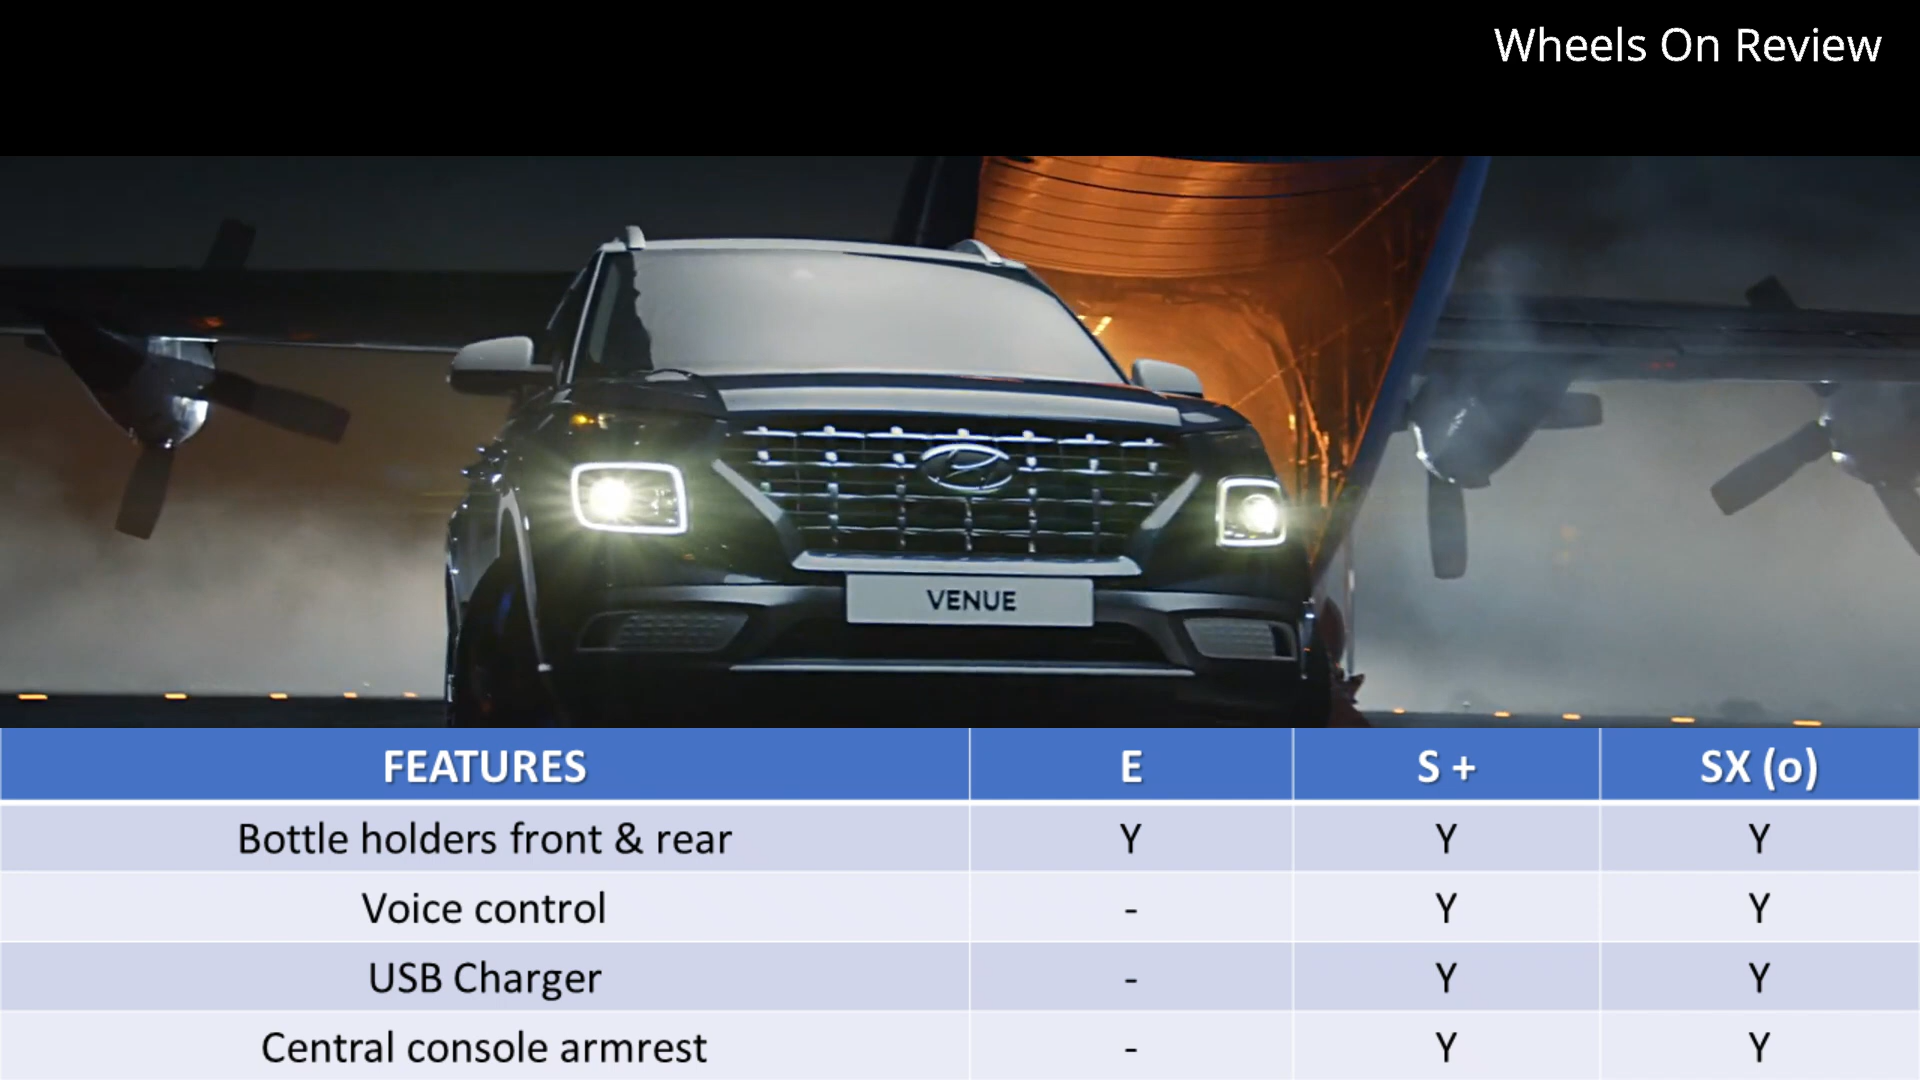 Wheels On Review
VENUE
FEATURES E S + SX (o)
Bottle holders front & rear Y Y Y
Voice control - Y Y
USB Charger - Y Y
Central console armrest - Y Y